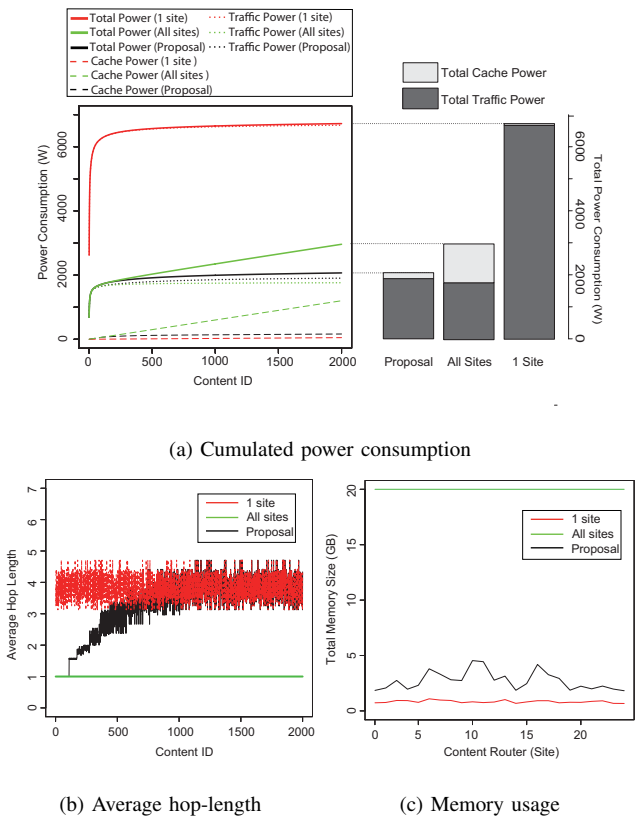 Total Power (1 site) Traffic Power (1 site)
Total Power (All sites) Traffic Power (All sites)
Total Power (Proposal) Traffic Power (Proposal)
Cache Power (1 site )
Cache Power (All sites )
Cache Power (Proposal)
Total Cache Power
Total Traffic Power
Power Consumption (W)
0 2000 4000 6000
0 500 1000 1500 2000
Content ID
Proposal All Sites 1 Site
0 2000 4000 6000
Total Power Consumption (W)
(a) Cumulated power consumption
Average Hop Length
0 1 2 3 4 5 6 7
1 site
All sites
Proposal
0 500 1000 1500 2000
Content ID
Total Memory Size (GB)
0 5 10 15 20
1 site
All sites
Proposal
0 5 10 15 20
Content Router (Site)
(b) Average hop-length
(c) Memory usage